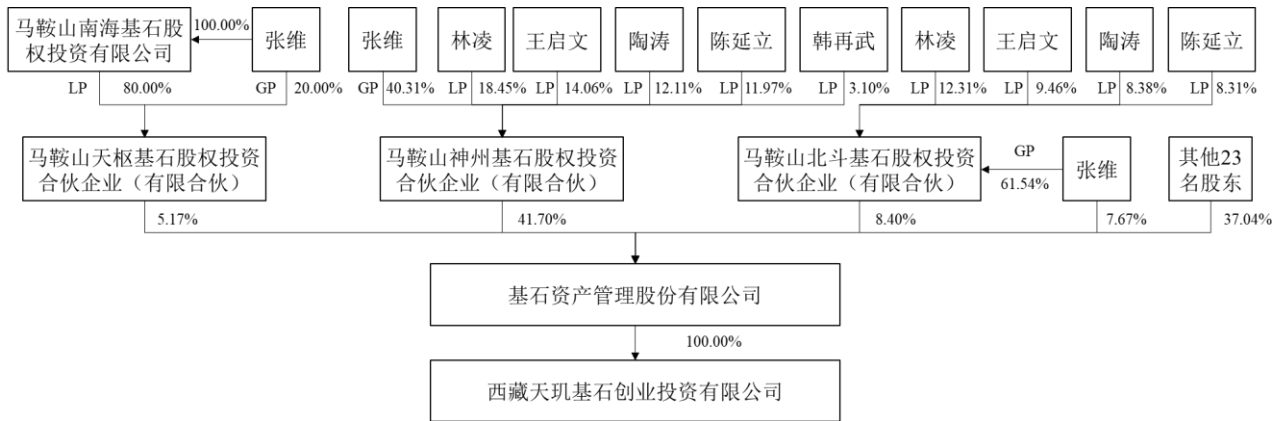 马鞍山南海基石股
权投资有限公司
100.00%
张维
张维
林凌
王启文
陶涛
陈延立
韩再武
林凌
王启文
陶涛
陈延立
LP
80.00%
GP
20.00%
GP
40.31%
LP
18.45%
LP
14.06%
LP
12.11%
LP
11.97%
LP
3.10%
LP
12.31%
LP
9.46%
LP
8.38%
LP
8.31%
马鞍山天枢基石股权投资
合伙企业（有限合伙）
马鞍山神州基石股权投资
合伙企业（有限合伙）
马鞍山北斗基石股权投资
合伙企业（有限合伙）
GP
61.54%
张维
其他23
名股东
5.17%
41.70%
8.40%
7.67%
37.04%
基石资产管理股份有限公司
100.00%
西藏天玑基石创业投资有限公司